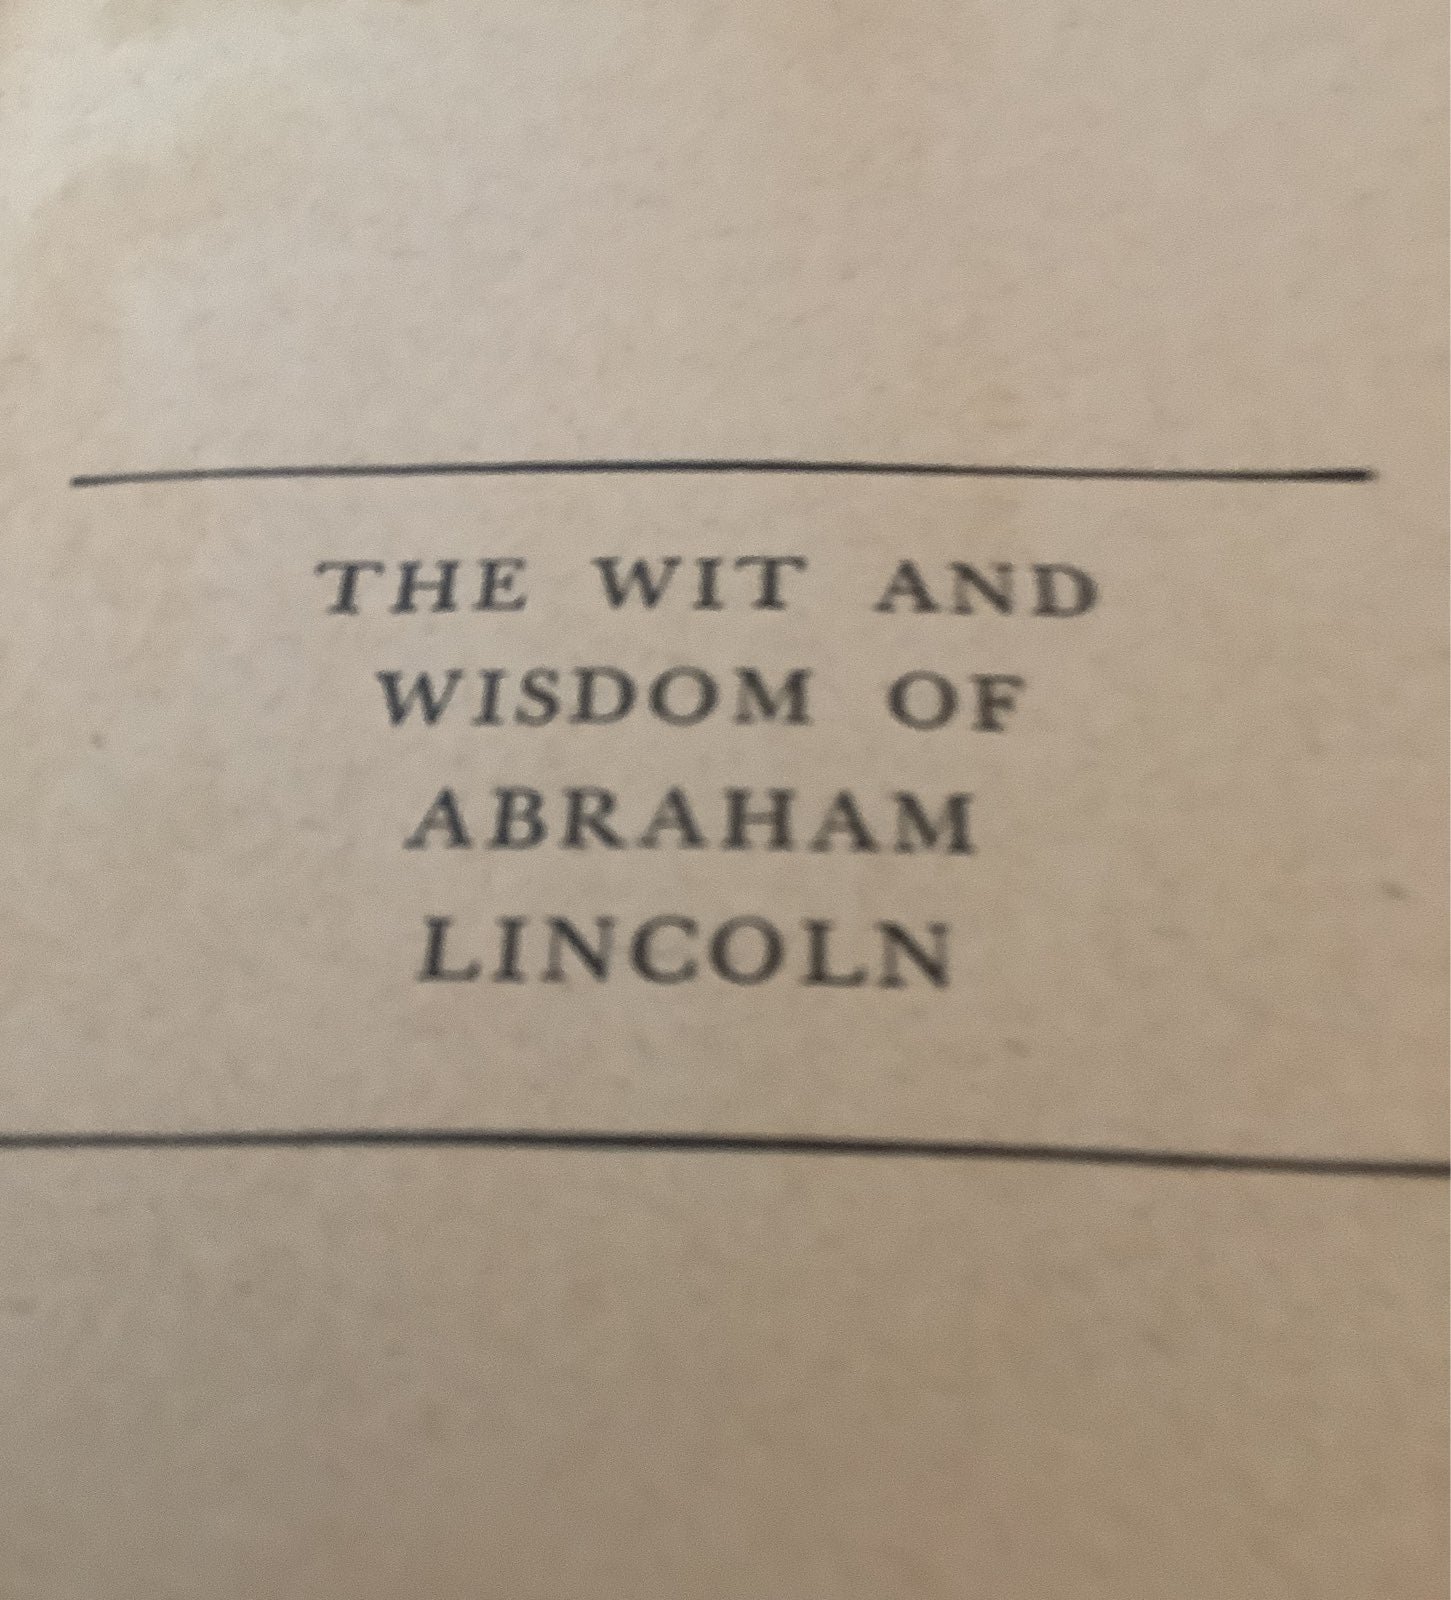 THE WIT AND
WISDOM OF
ABRAHAM
LINCOLN